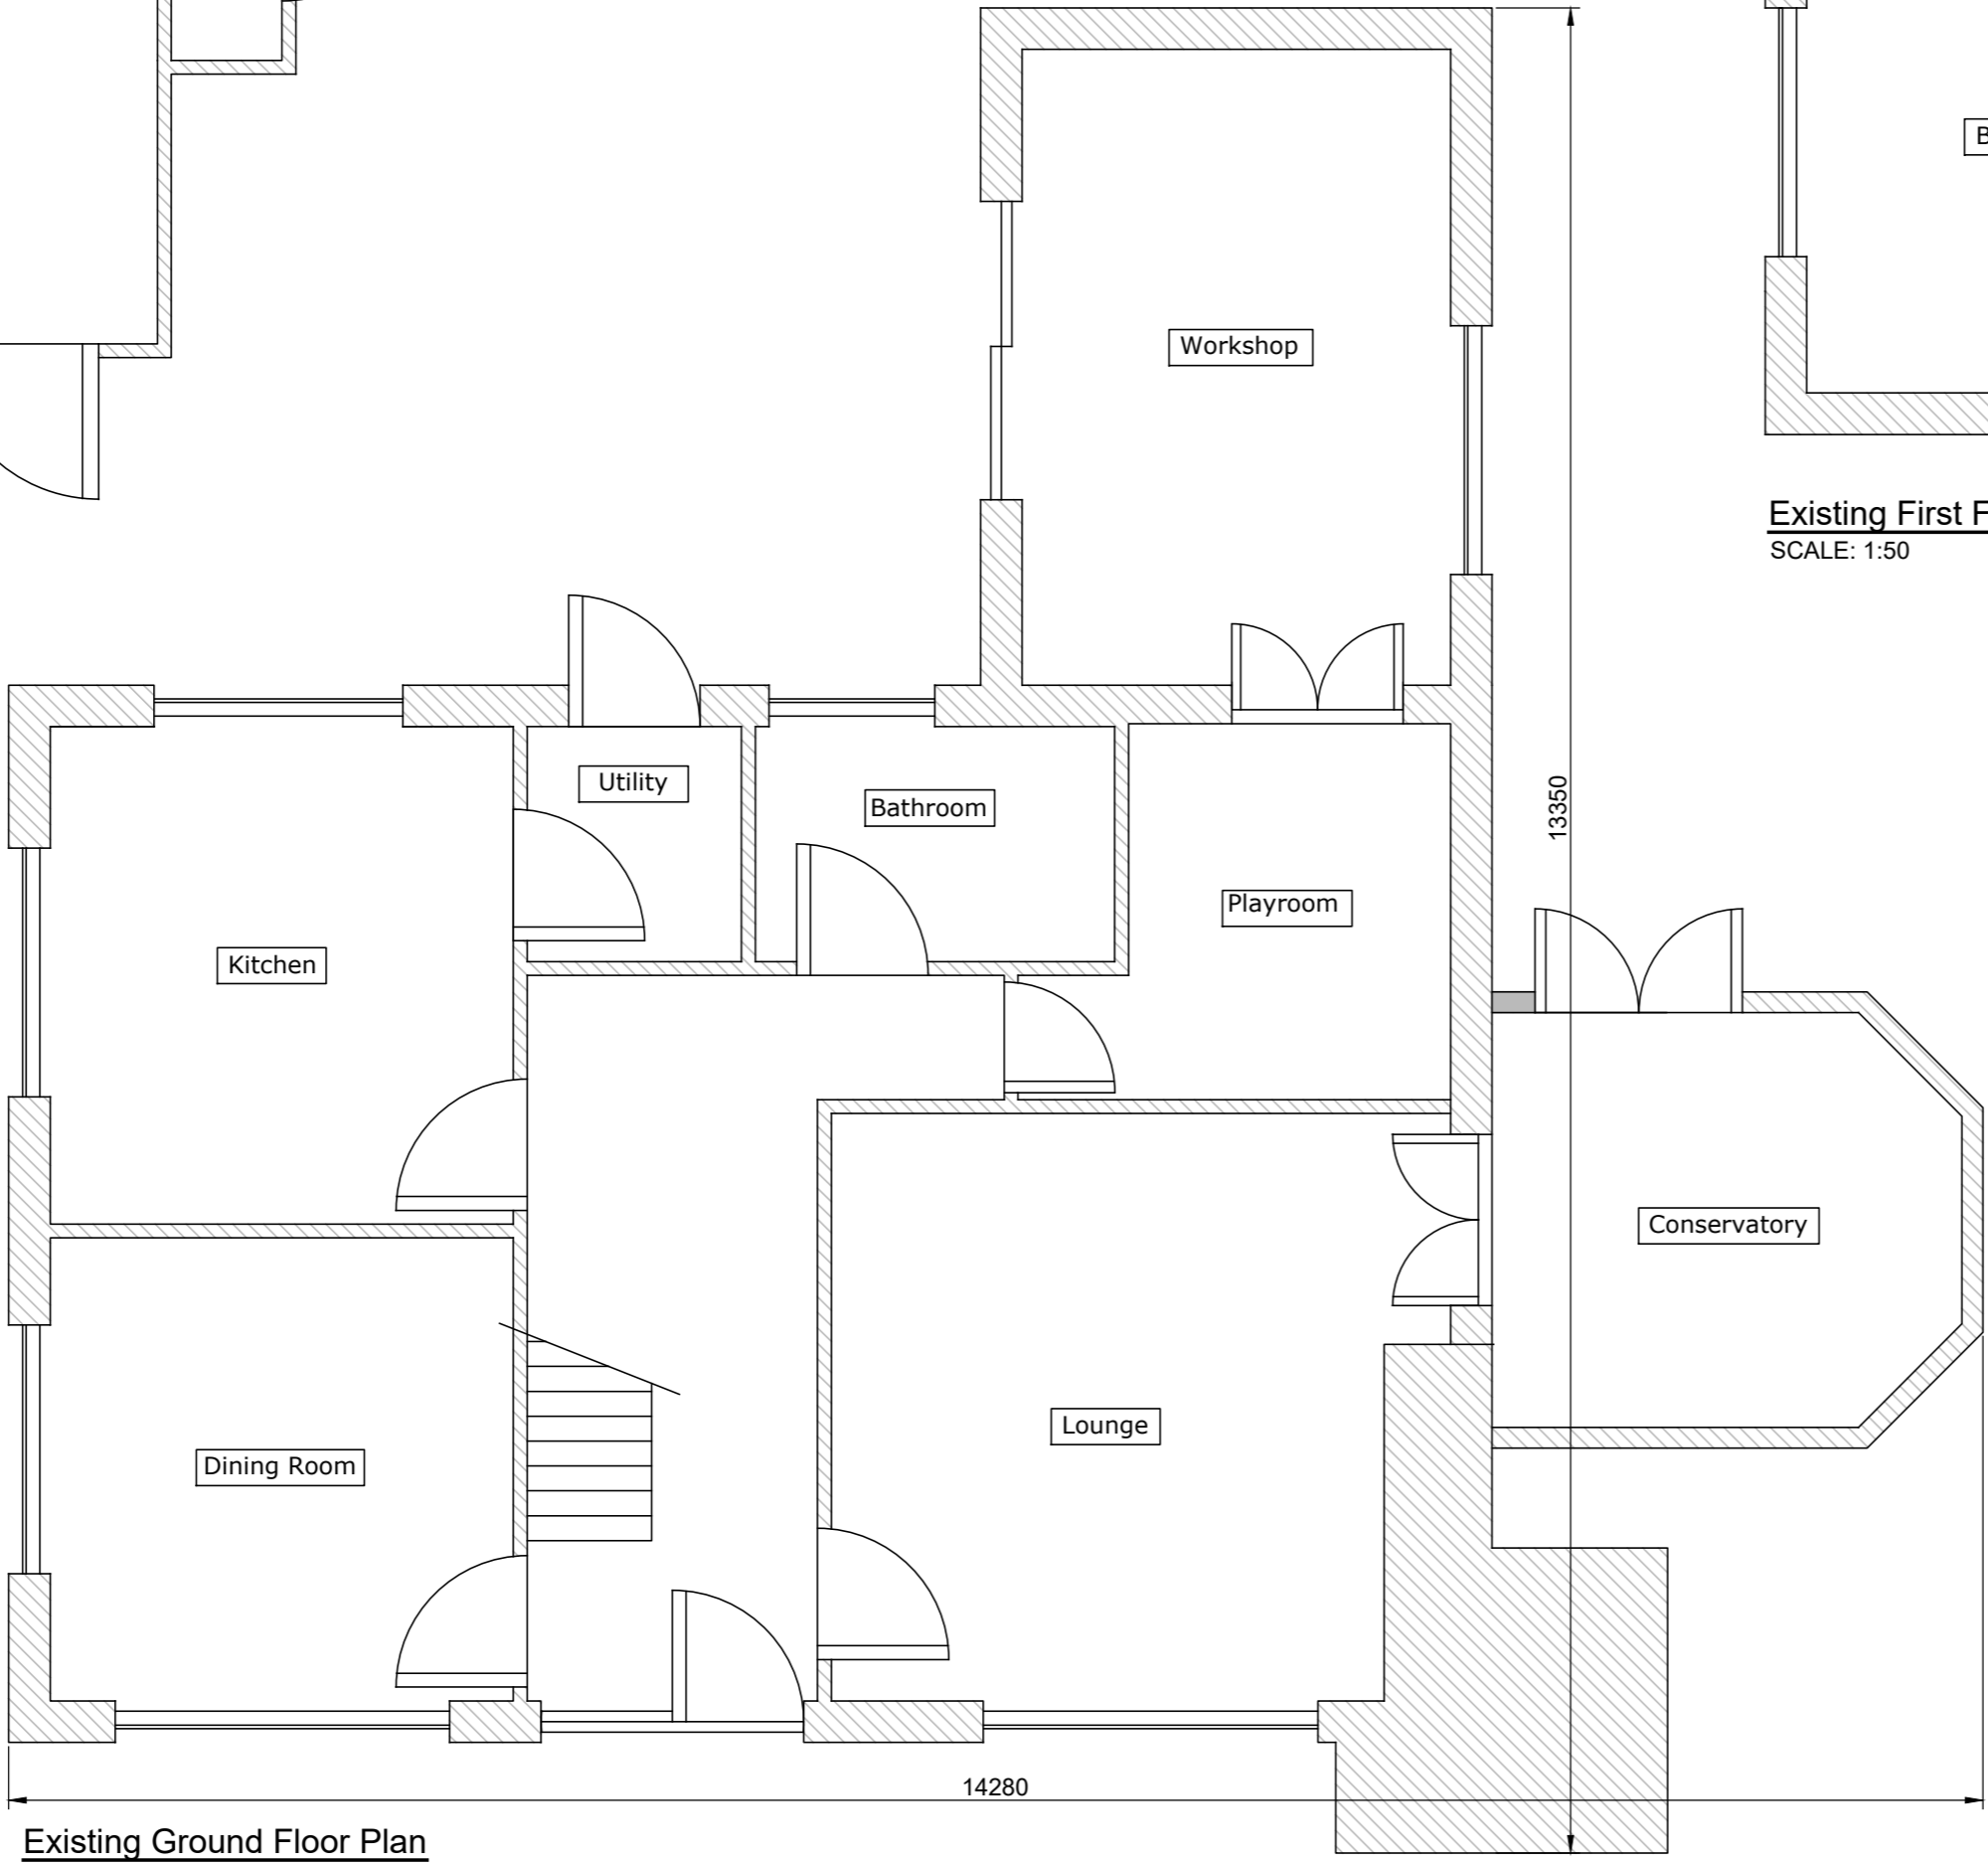 Workshop
Existing First F
SCALE: 1:50
Utility
Bathroom
13350
Playroom
Kitchen
Conservatory
Lounge
Dining Room
14280
Existing Ground Floor Plan